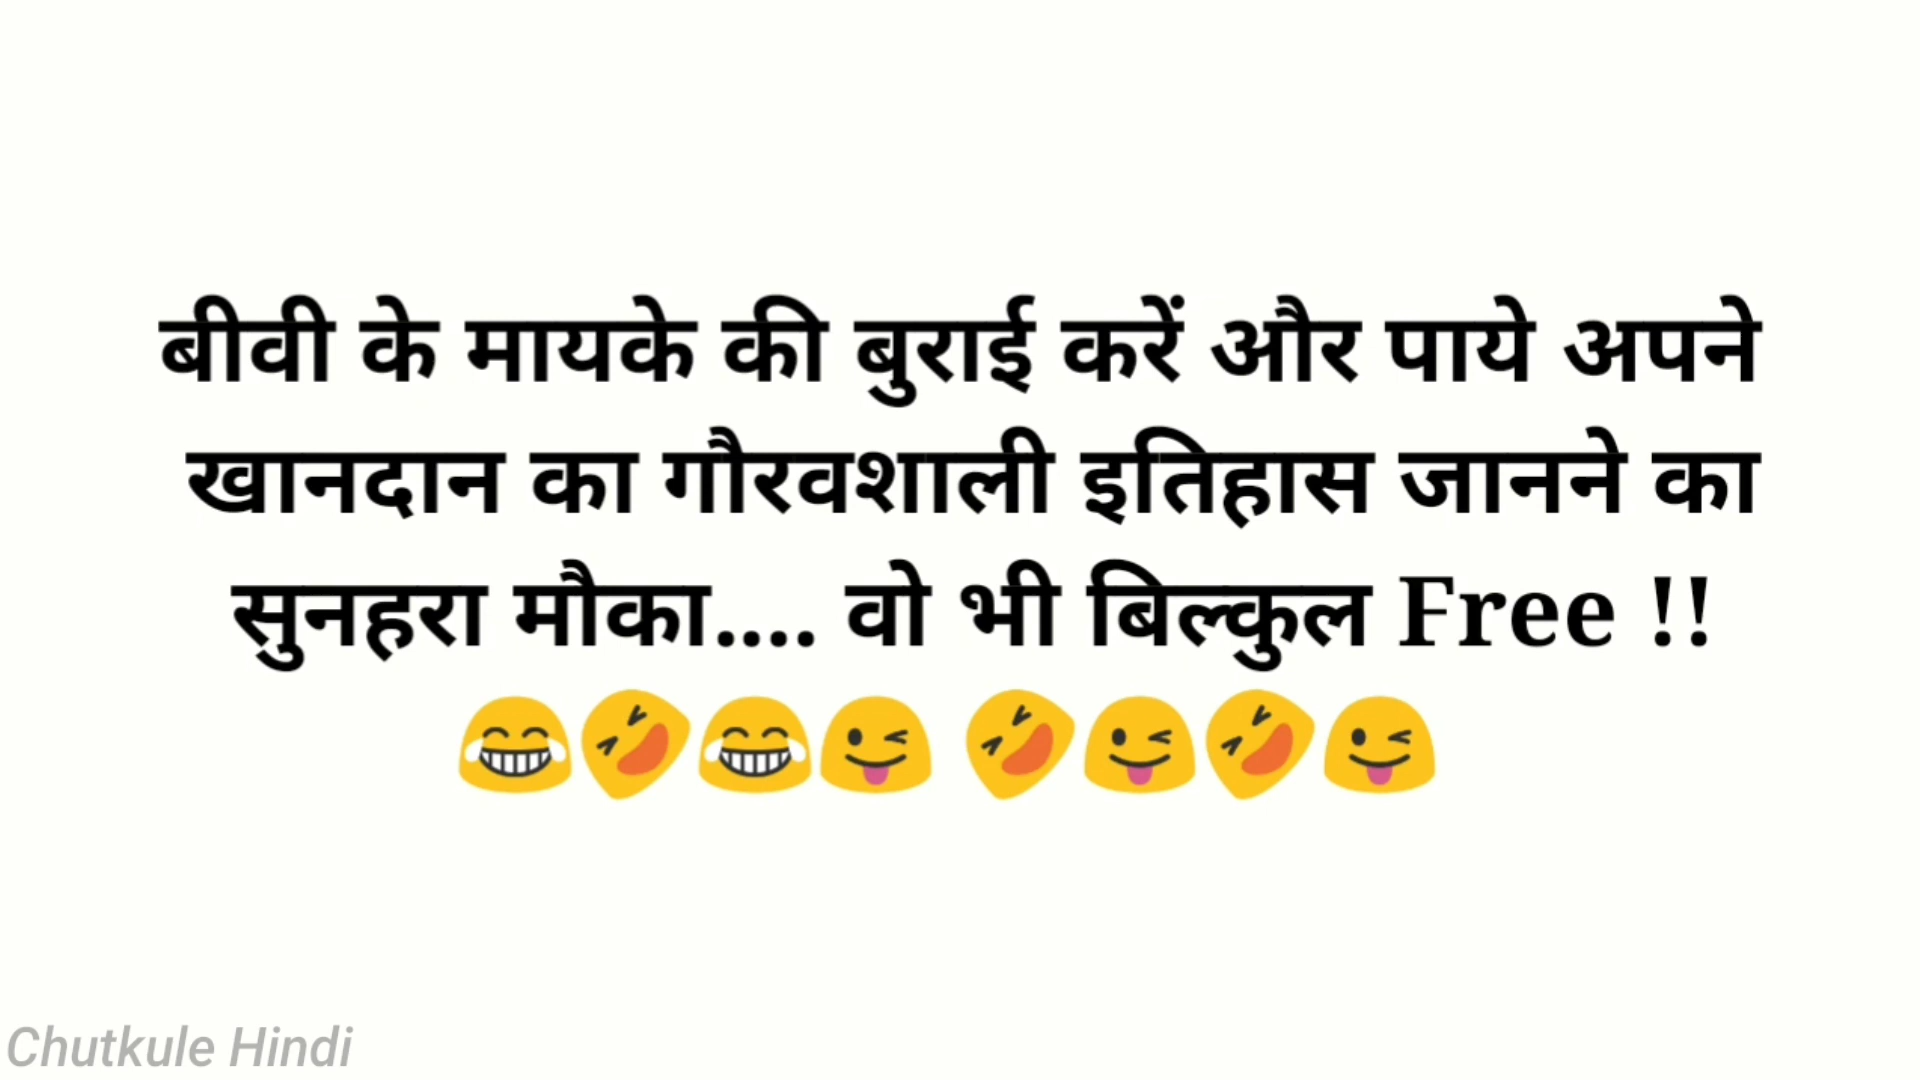 बीवी के मायके की बुराई करें और पाये अपने
खानदान का गौरवशाली इतिहास जानने का
सुनहरा मौका.... वो भी बिल्कुल Free !!
😂🤣😂😜 🤣😜🤣😜
Chutkule Hindi